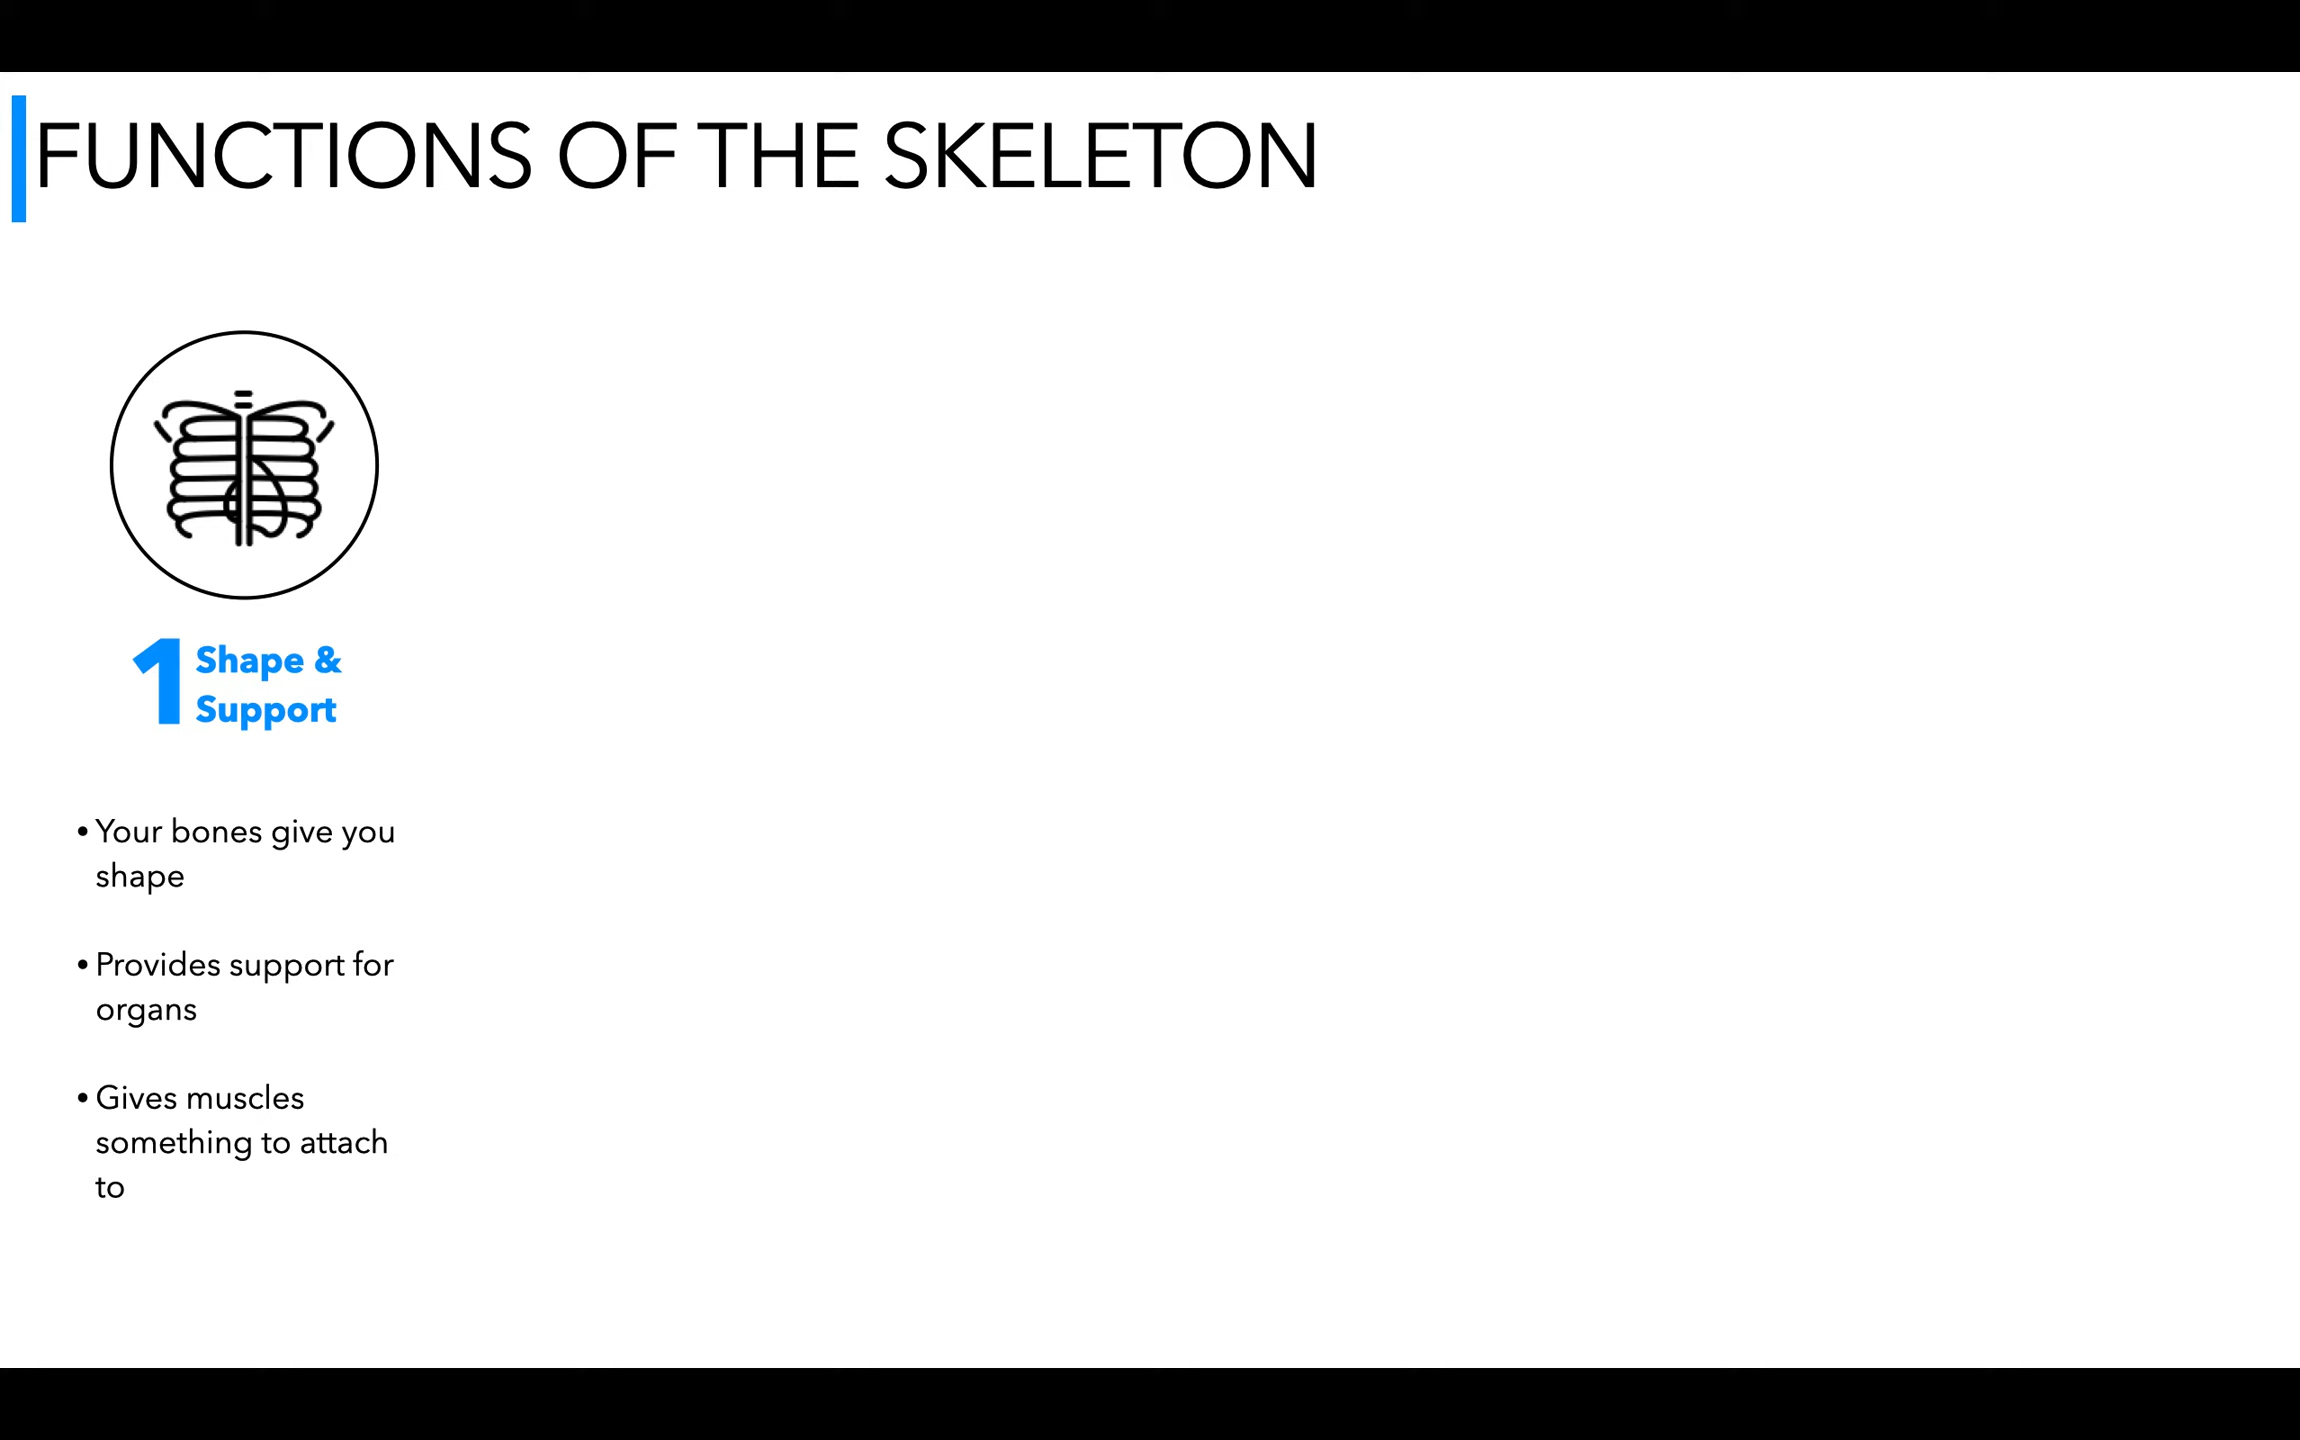 FUNCTIONS OF THE SKELETON
1 Shape &
Support
• Your bones give you
shape
• Provides support for
organs
• Gives muscles
something to attach
to